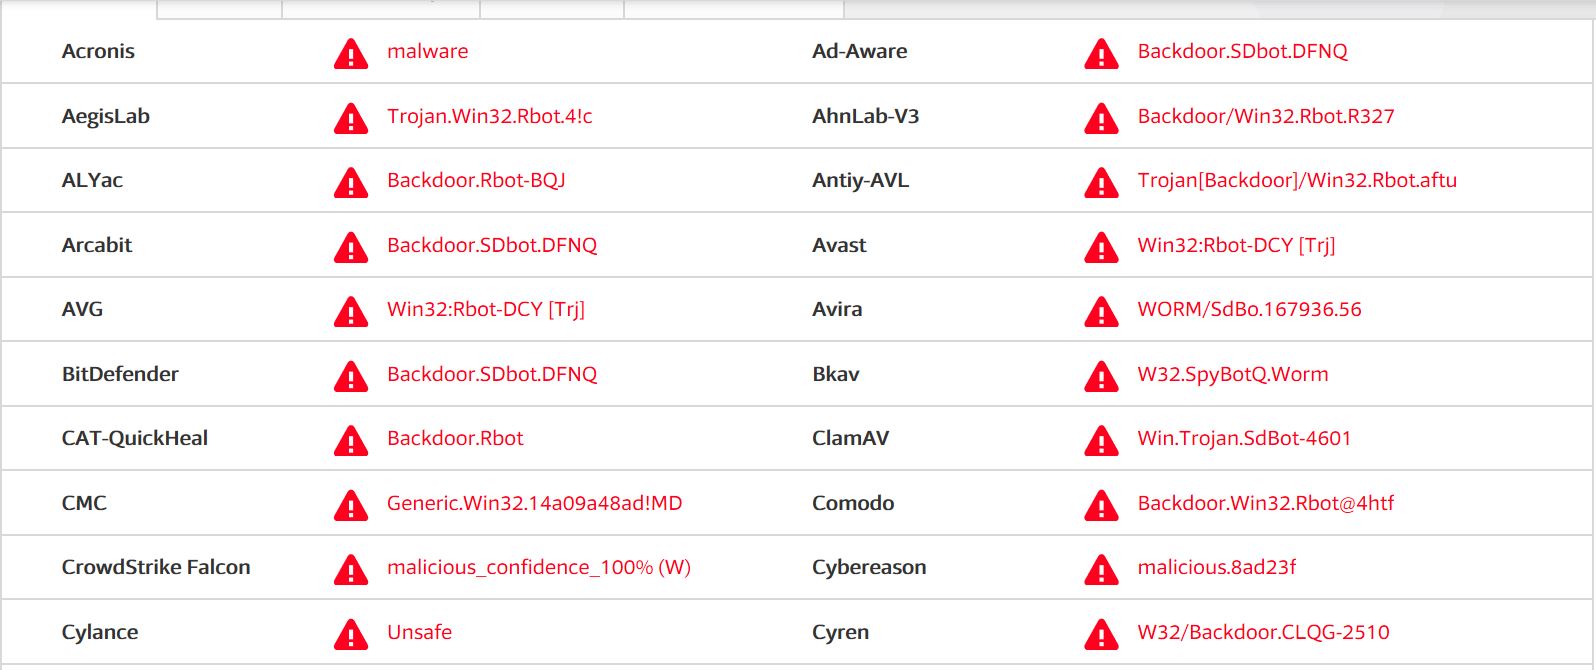 Acronis malware Ad-Aware Backdoor.SDbot.DFNQ
AegisLab Trojan.Win32.Rbot.4!c AhnLab-V3 Backdoor/Win32.Rbot.R327
ALYac Backdoor.Rbot-BQJ Antiy-AVL Trojan[Backdoor]/Win32.Rbot.aftu
Arcabit Backdoor.SDbot.DFNQ Avast Win32:Rbot-DCY [Trj]
AVG Win32:Rbot-DCY [Trj] Avira WORM/SdBo.167936.56
BitDefender Backdoor.SDbot.DFNQ Bkav W32.SpyBotQ.Worm
CAT-QuickHeal Backdoor.Rbot ClamAV Win.Trojan.SdBot-4601
CMC Generic.Win32.14a09a48ad!MD Comodo Backdoor.Win32.Rbot@4htf
CrowdStrike Falcon malicious_confidence_100% (W) Cybereason malicious.8ad23f
Cylance Unsafe Cyren W32/Backdoor.CLQG-2510